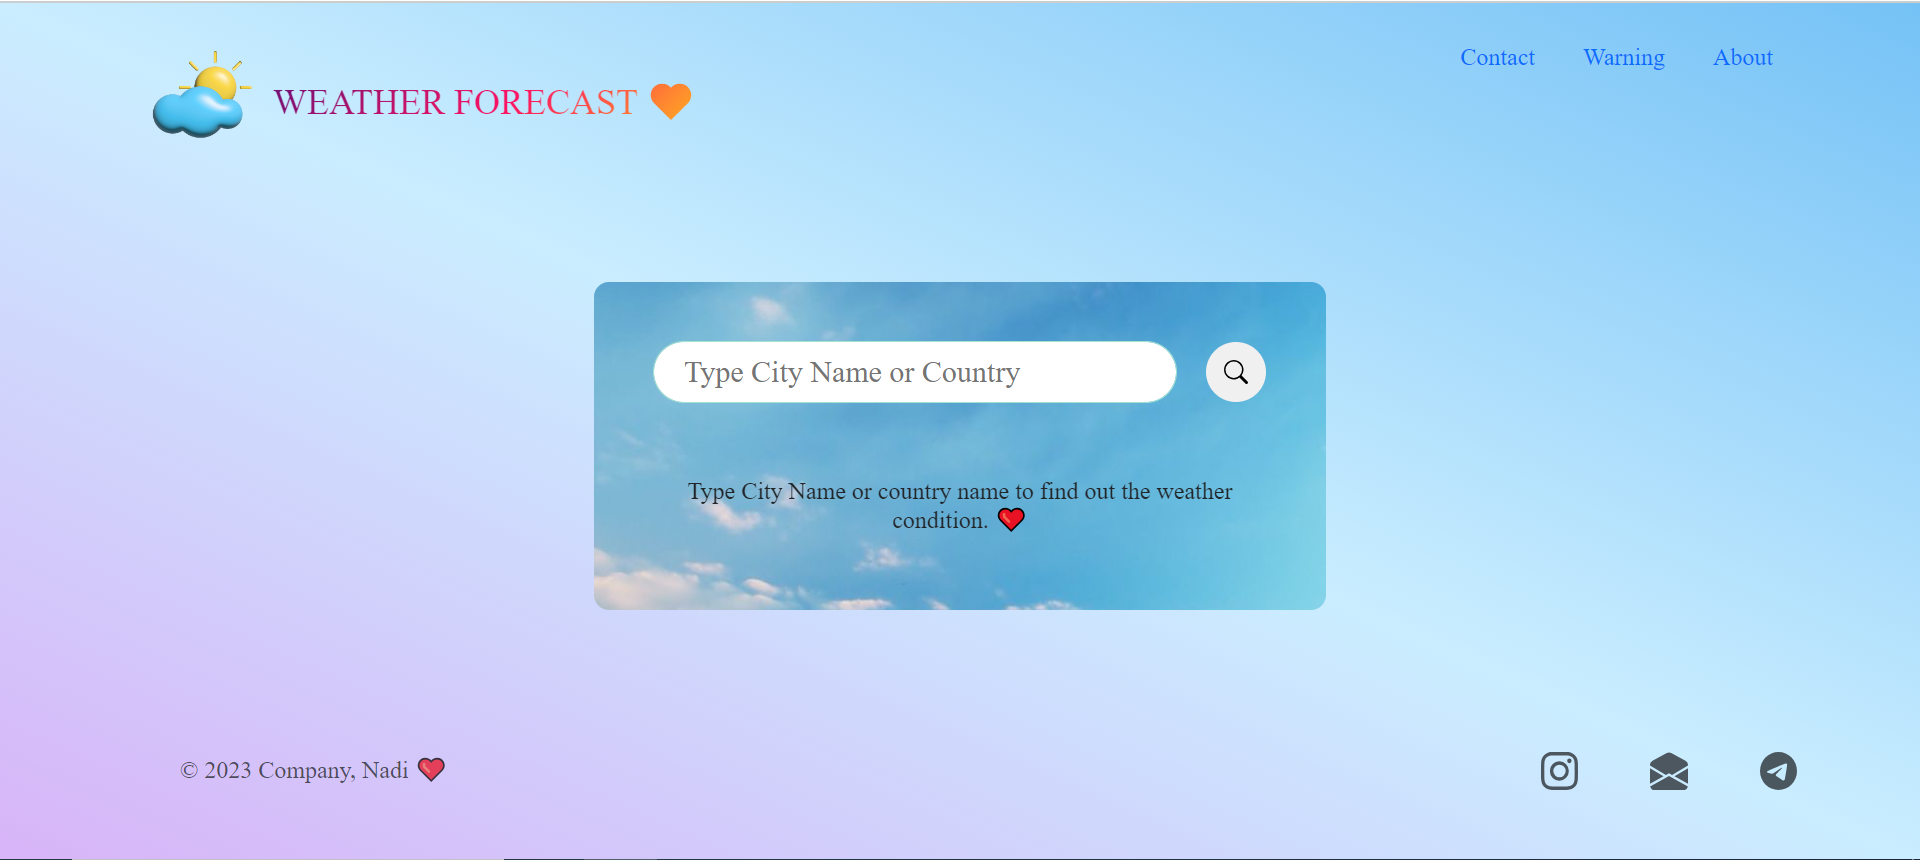 Contact Warning About
WEATHER FORECAST 🧡
Type City Name or Country
Type City Name or country name to find out the weather
condition. ❤️
© 2023 Company, Nadi ❤️